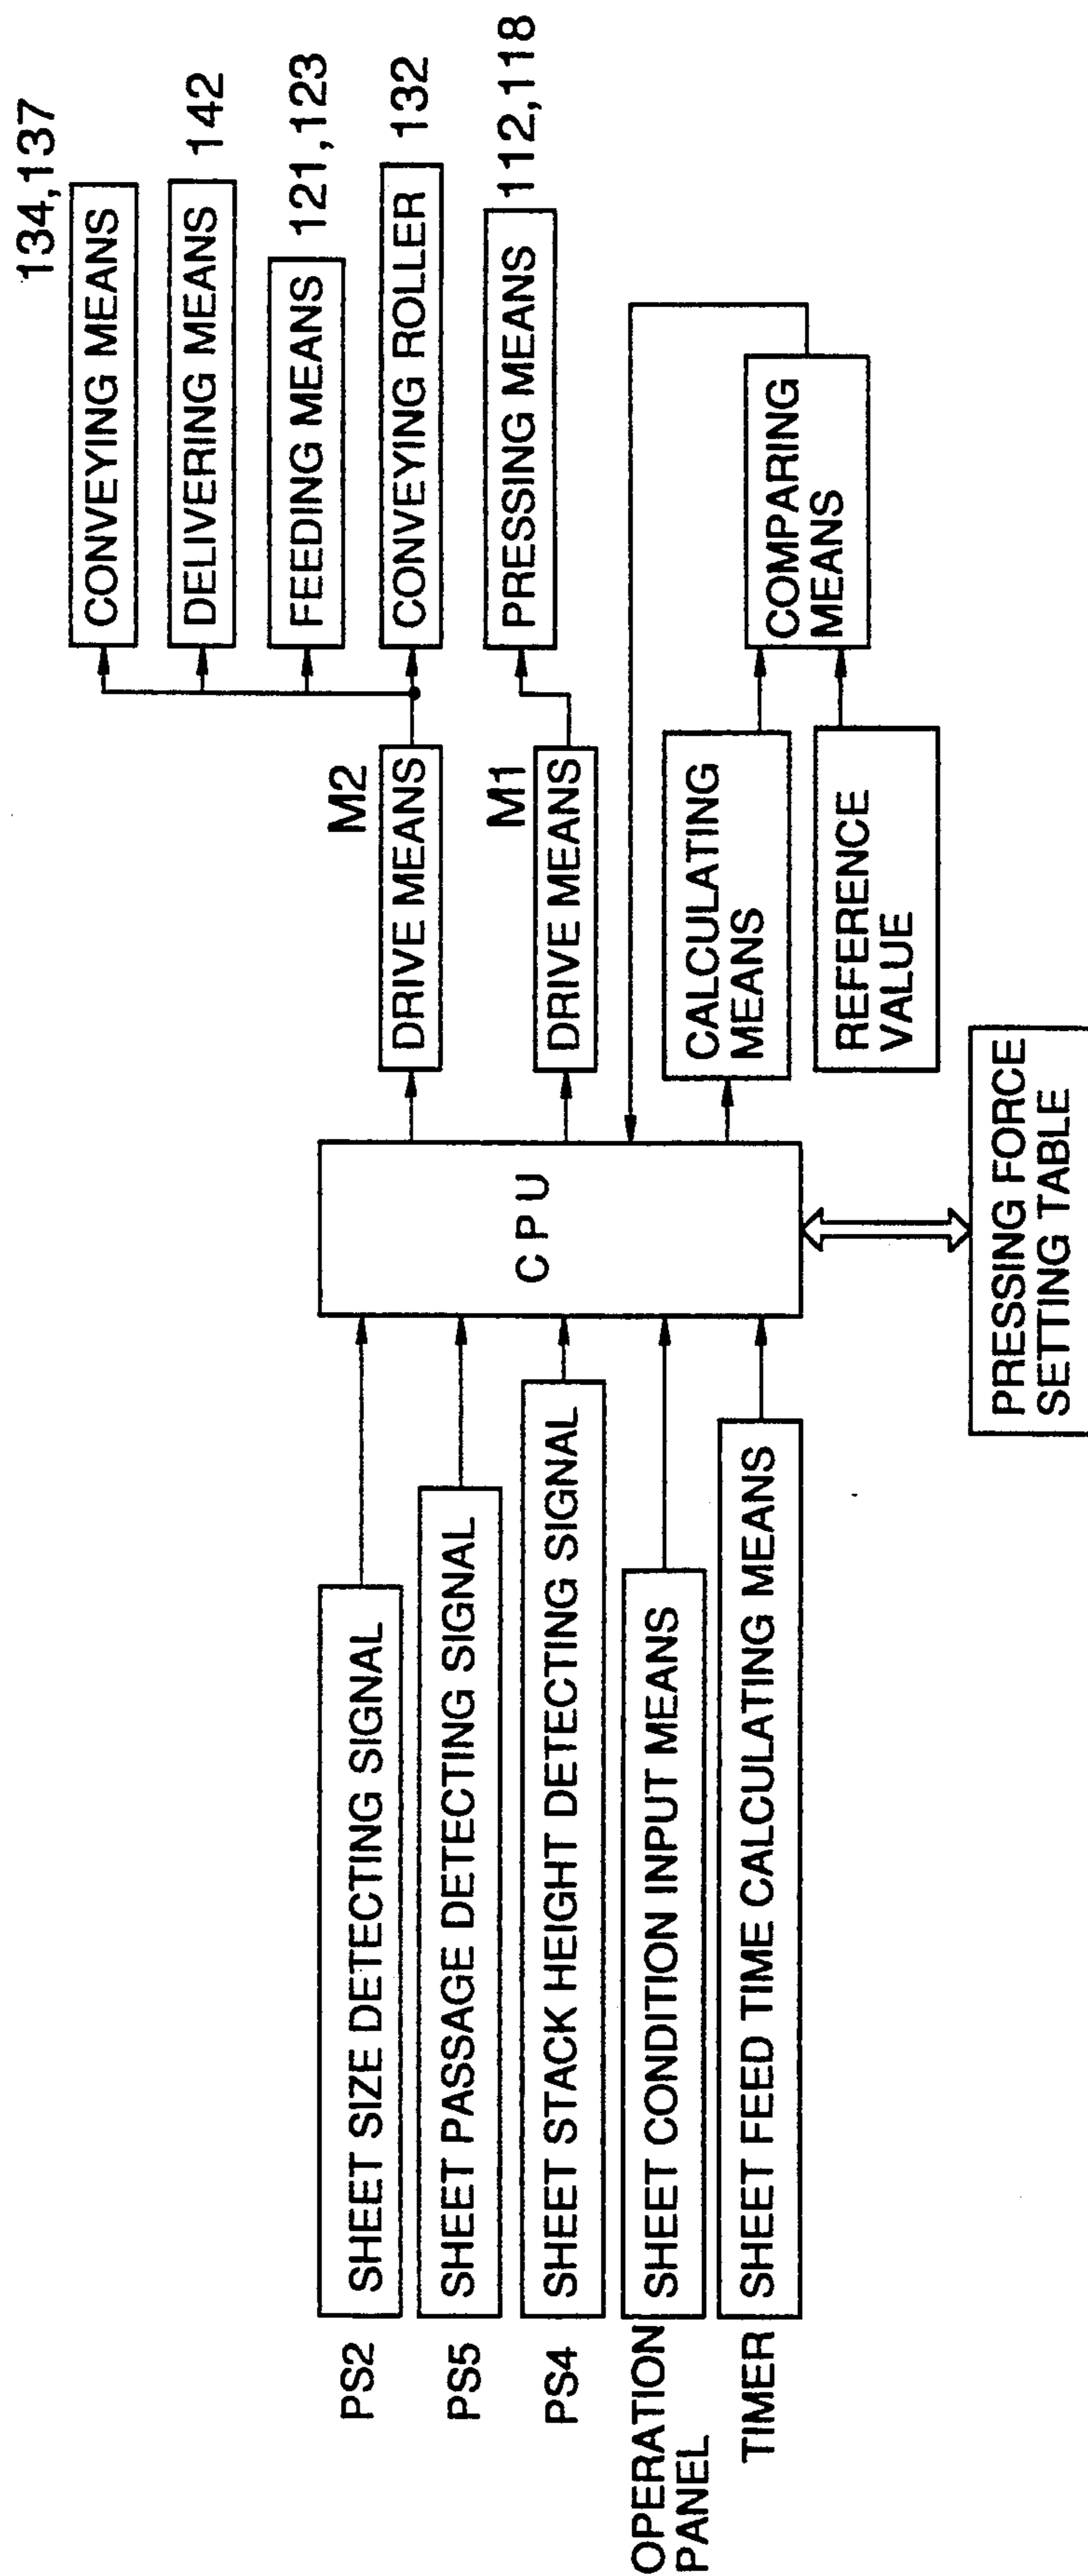 PS2
SHEET SIZE DETECTING SIGNAL
PS5
SHEET PASSAGE DETECTING SIGNAL
PS4
SHEET STACK HEIGHT DETECTING SIGNAL
OPERATION
PANEL
SHEET CONDITION INPUT MEANS
TIMER
SHEET FEED TIME CALCULATING MEANS
CPU
PRESSING FORCE
SETTING TABLE
M2
DRIVE MEANS
M1
DRIVE MEANS
CALCULATING
MEANS
REFERENCE
VALUE
COMPARING
MEANS
134,137
CONVEYING MEANS
DELIVERING MEANS
142
FEEDING MEANS
121,123
CONVEYING ROLLER
132
PRESSING MEANS
112,118